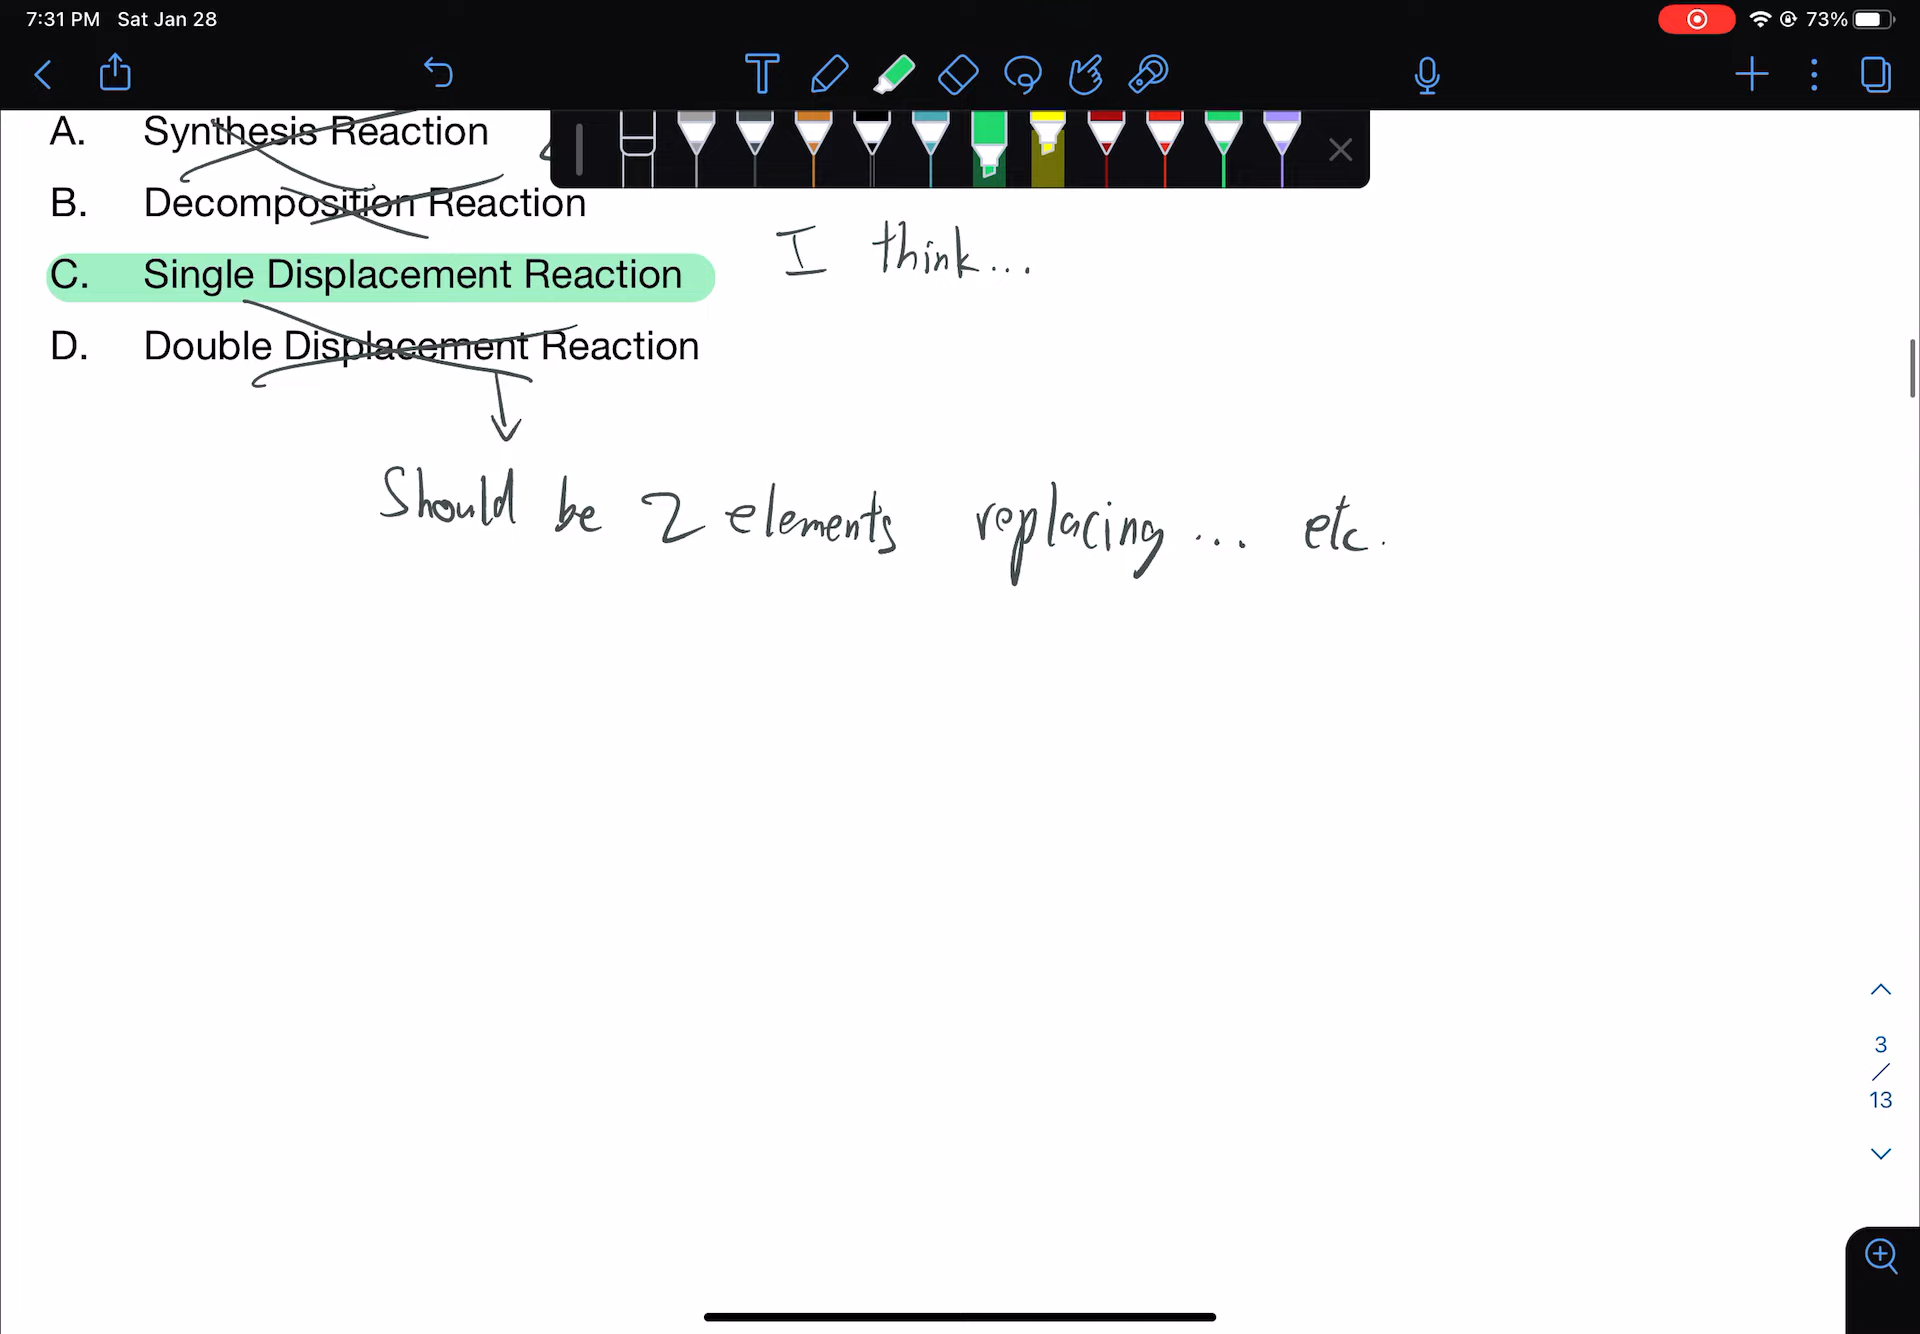 7:31 PM Sat Jan 28
73%
A. Synthesis Reaction
B. Decomposition Reaction
I think...
C. Single Displacement Reaction
D. Double Displacement Reaction
Should be 2 elements replacing ... etc.
3
/
13